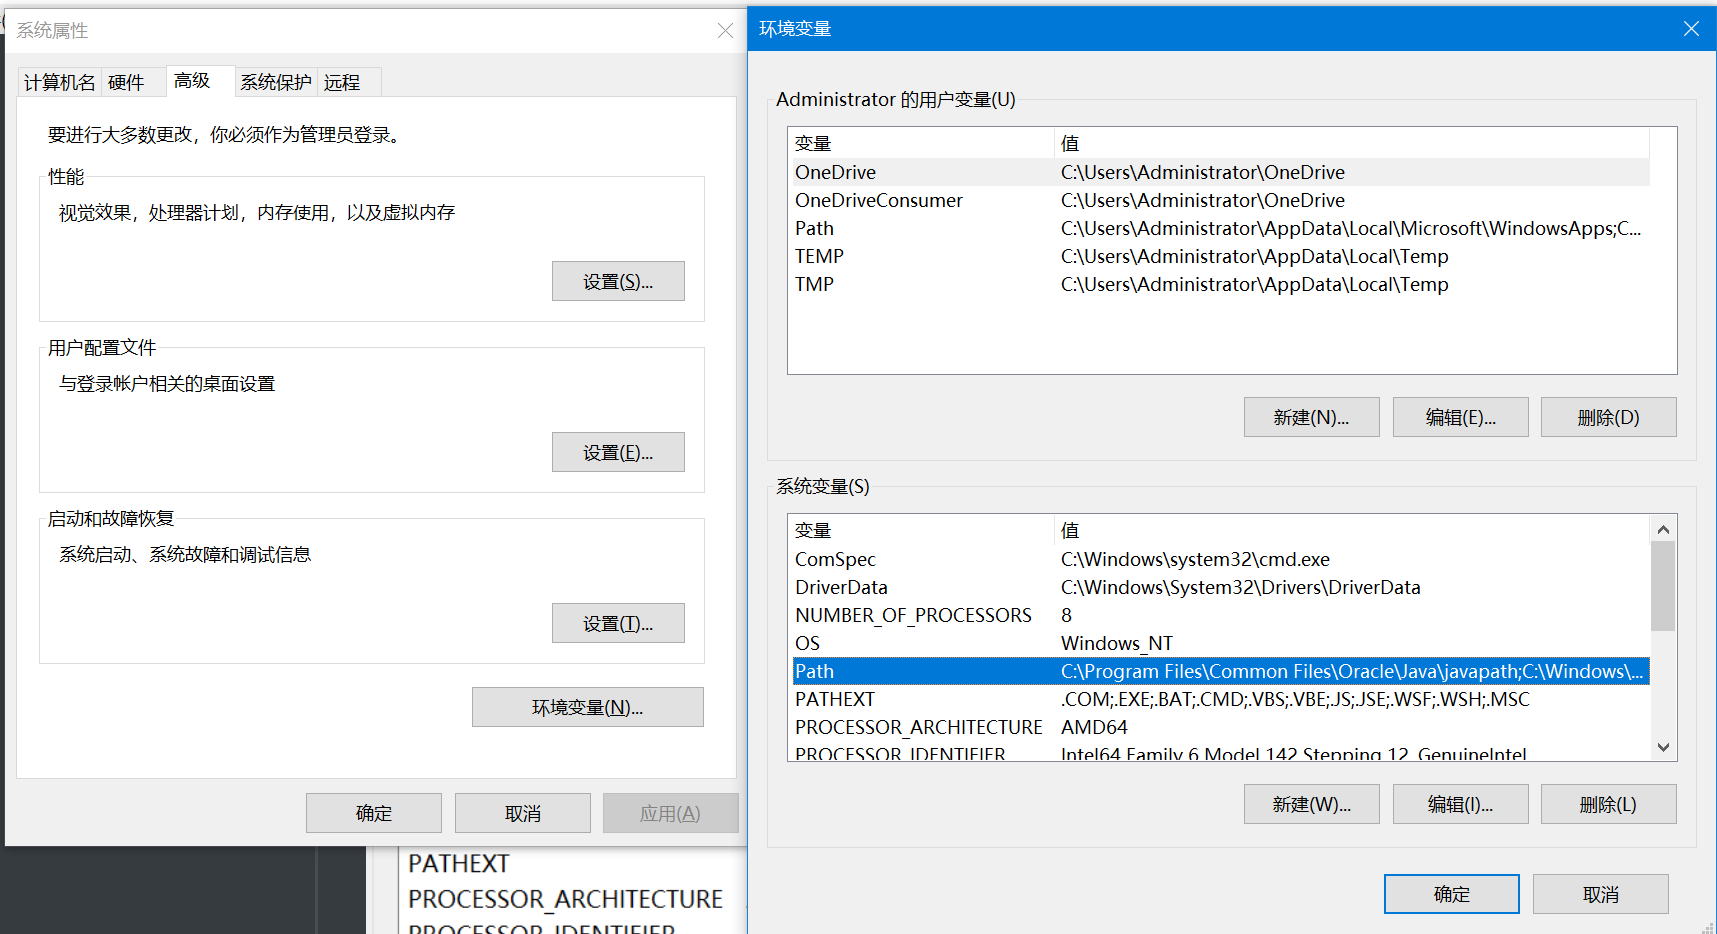 系统属性
计算机名 硬件 高级 系统保护 远程
要进行大多数更改，你必须作为管理员登录。
性能
视觉效果，处理器计划，内存使用，以及虚拟内存
设置(S)...
用户配置文件
与登录帐户相关的桌面设置
设置(E)...
启动和故障恢复
系统启动、系统故障和调试信息
设置(T)...
环境变量(N)...
确定 取消 应用(A)
PATHEXT
PROCESSOR_ARCHITECTURE
PROCESSOR_IDENTIFIER
环境变量
Administrator 的用户变量(U)
变量 值
OneDrive C:\Users\Administrator\OneDrive
OneDriveConsumer C:\Users\Administrator\OneDrive
Path C:\Users\Administrator\AppData\Local\Microsoft\WindowsApps;C...
TEMP C:\Users\Administrator\AppData\Local\Temp
TMP C:\Users\Administrator\AppData\Local\Temp
新建(N)... 编辑(E)... 删除(D)
系统变量(S)
变量 值
ComSpec C:\Windows\system32\cmd.exe
DriverData C:\Windows\System32\Drivers\DriverData
NUMBER_OF_PROCESSORS 8
OS Windows_NT
Path C:\Program Files\Common Files\Oracle\Java\javapath;C:\Windows\...
PATHEXT .COM;.EXE;.BAT;.CMD;.VBS;.VBE;.JS;.JSE;.WSF;.WSH;.MSC
PROCESSOR_ARCHITECTURE AMD64
PROCESSOR_IDENTIFIER Intel64 Family 6 Model 142 Stepping 12, GenuineIntel
新建(W)... 编辑(I)... 删除(L)
确定 取消